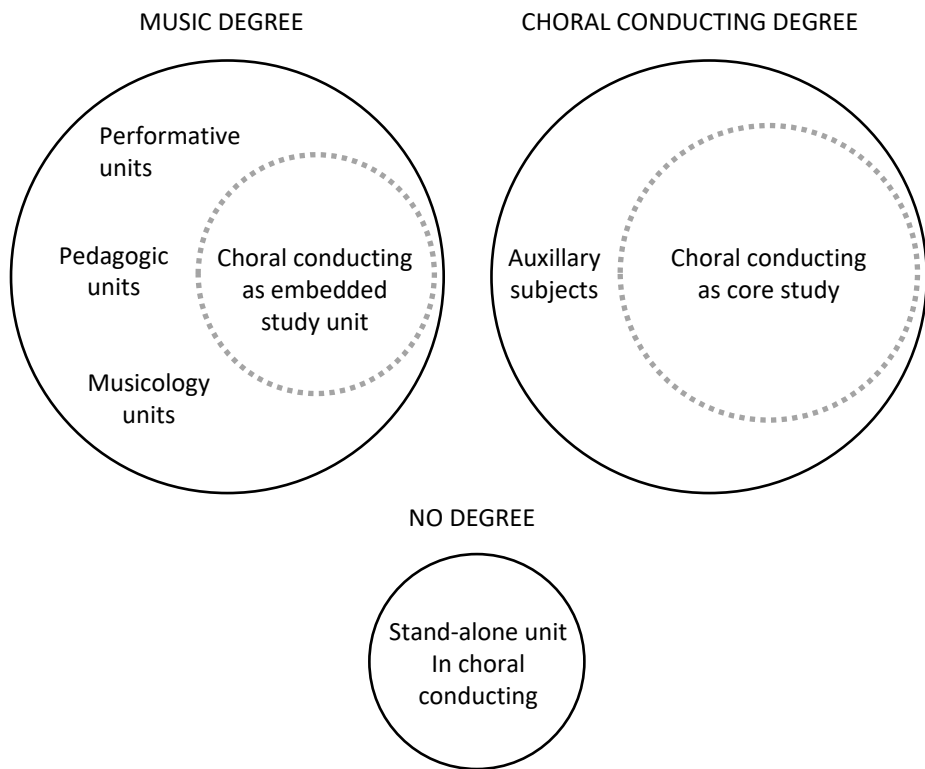 MUSIC DEGREE
Performative
units
Pedagogic
units
Musicology
units
Choral conducting
as embedded
study unit
CHORAL CONDUCTING DEGREE
Auxillary
subjects
Choral conducting
as core study
NO DEGREE
Stand-alone unit
In choral
conducting